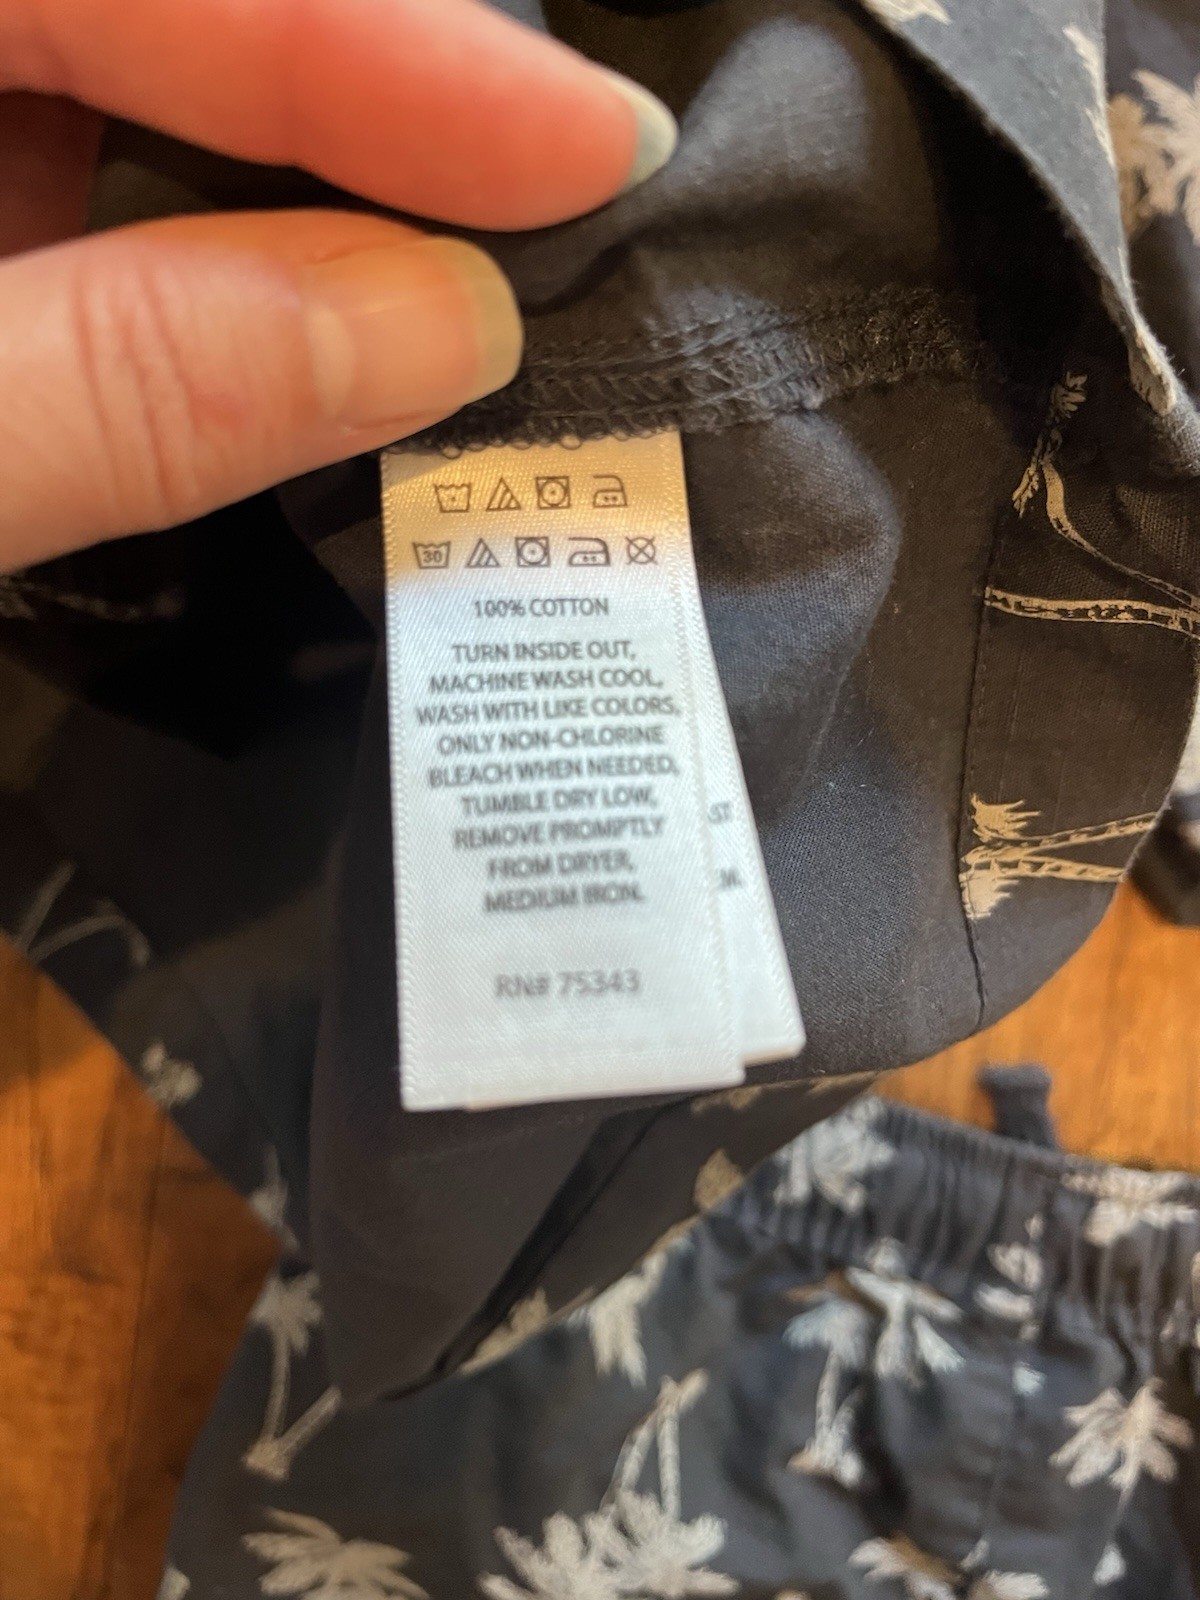 30
100% COTTON
TURN INSIDE OUT,
MACHINE WASH COOL,
WASH WITH LIKE COLORS,
ONLY NON-CHLORINE
BLEACH WHEN NEEDED,
TUMBLE DRY LOW,
REMOVE PROMPTLY
FROM DRYER,
MEDIUM IRON.
RN# 75343